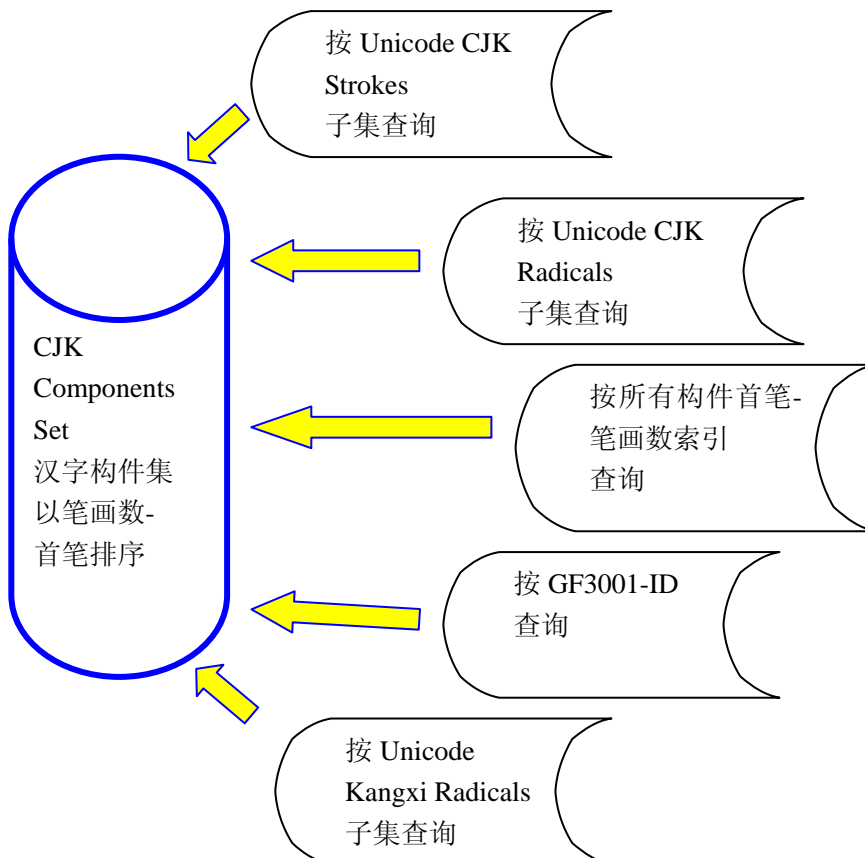 按 Unicode CJK
Strokes
子集查询
按 Unicode CJK
Radicals
子集查询
CJK
Components
Set
汉字构件集
以笔画数-
首笔排序
按所有构件首笔-
笔画数索引
查询
按 GF3001-ID
查询
按 Unicode
Kangxi Radicals
子集查询